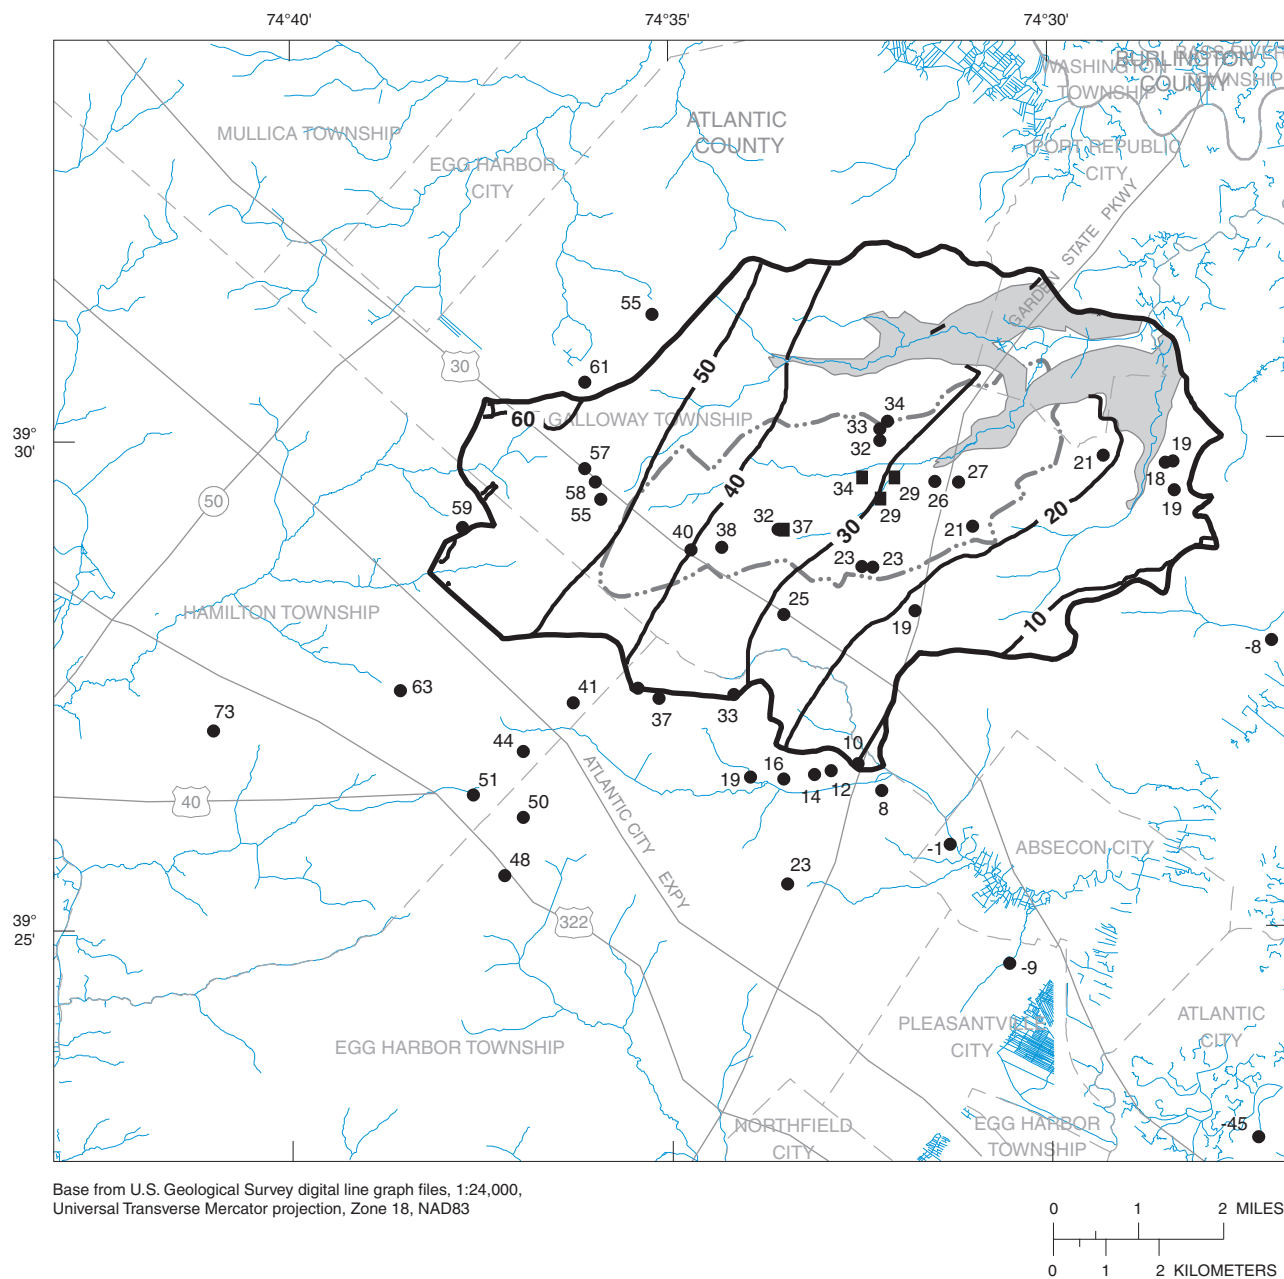 74°40'
74°35'
74°30'
BURLINGTON
COUNTY
BASS RIVER
TOWNSHIP
WASHINGTON
TOWNSHIP
ATLANTIC
COUNTY
MULLICA TOWNSHIP
EGG HARBOR
CITY
PORT REPUBLIC
CITY
GARDEN STATE PKWY
55
30
61
50
60
GALLOWAY TOWNSHIP
34
33
32
39°
30'
57
58
55
40
34
29
29
26
27
21
19
18
19
50
59
32
37
30
21
20
40
38
23
23
25
19
10
HAMILTON TOWNSHIP
-8
63
41
37
33
73
44
10
19
16
14
12
8
51
50
40
ATLANTIC CITY
EXPY
-1
ABSECON CITY
48
23
322
39°
25'
-9
PLEASANTVILLE
CITY
ATLANTIC
CITY
EGG HARBOR TOWNSHIP
NORTHFIELD
CITY
EGG HARBOR
TOWNSHIP
-45
Base from U.S. Geological Survey digital line graph files, 1:24,000,
Universal Transverse Mercator projection, Zone 18, NAD83
0 1 2 MILES
0 1 2 KILOMETERS